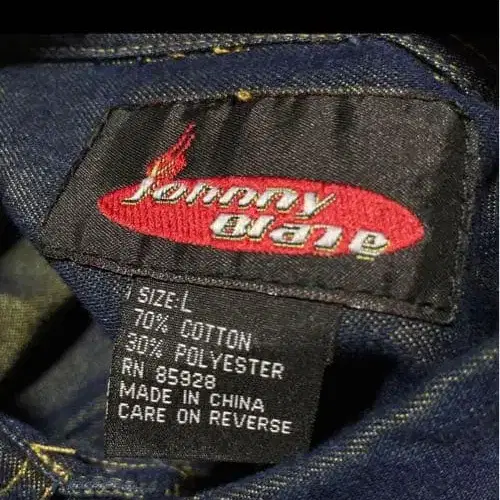 Johnny
Blaze
SIZE: L
70% COTTON
30% POLYESTER
RN 85928
MADE IN CHINA
CARE ON REVERSE